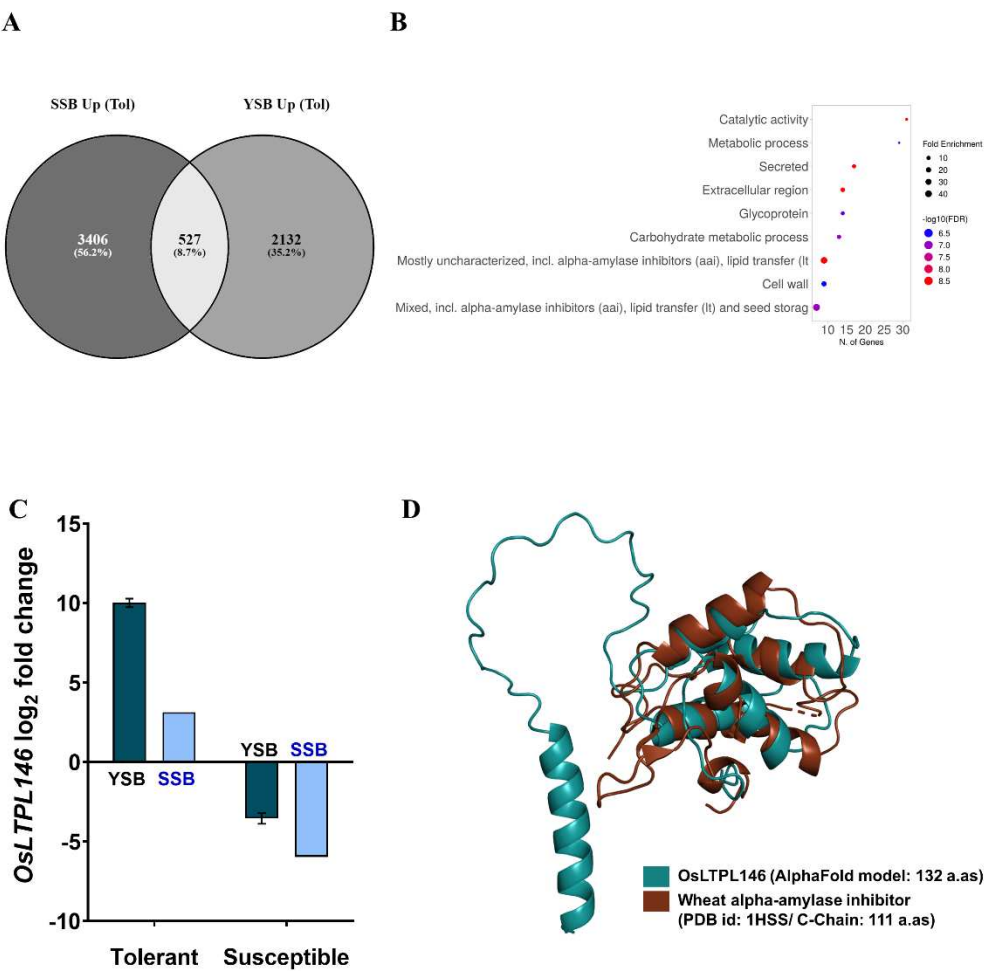 A
B
SSB Up (Tol)
YSB Up (Tol)
3406
(56.2%)
527
(8.7%)
2132
(35.2%)
Catalytic activity
Metabolic process
Secreted
Extracellular region
Glycoprotein
Carbohydrate metabolic process
Mostly uncharacterized, incl. alpha-amylase inhibitors (aai), lipid transfer (lt
Cell wall
Mixed, incl. alpha-amylase inhibitors (aai), lipid transfer (lt) and seed storag
10 15 20 25 30
N. of Genes
Fold Enrichment
10
20
30
40
-log10(FDR)
6.5
7.0
7.5
8.0
8.5
C
OsLTPL146 log2 fold change
15
10
5
0
-5
-10
YSB
SSB
YSB
SSB
Tolerant
Susceptible
D
OsLTPL146 (AlphaFold model: 132 a.as)
Wheat alpha-amylase inhibitor
(PDB id: 1HSS/ C-Chain: 111 a.as)